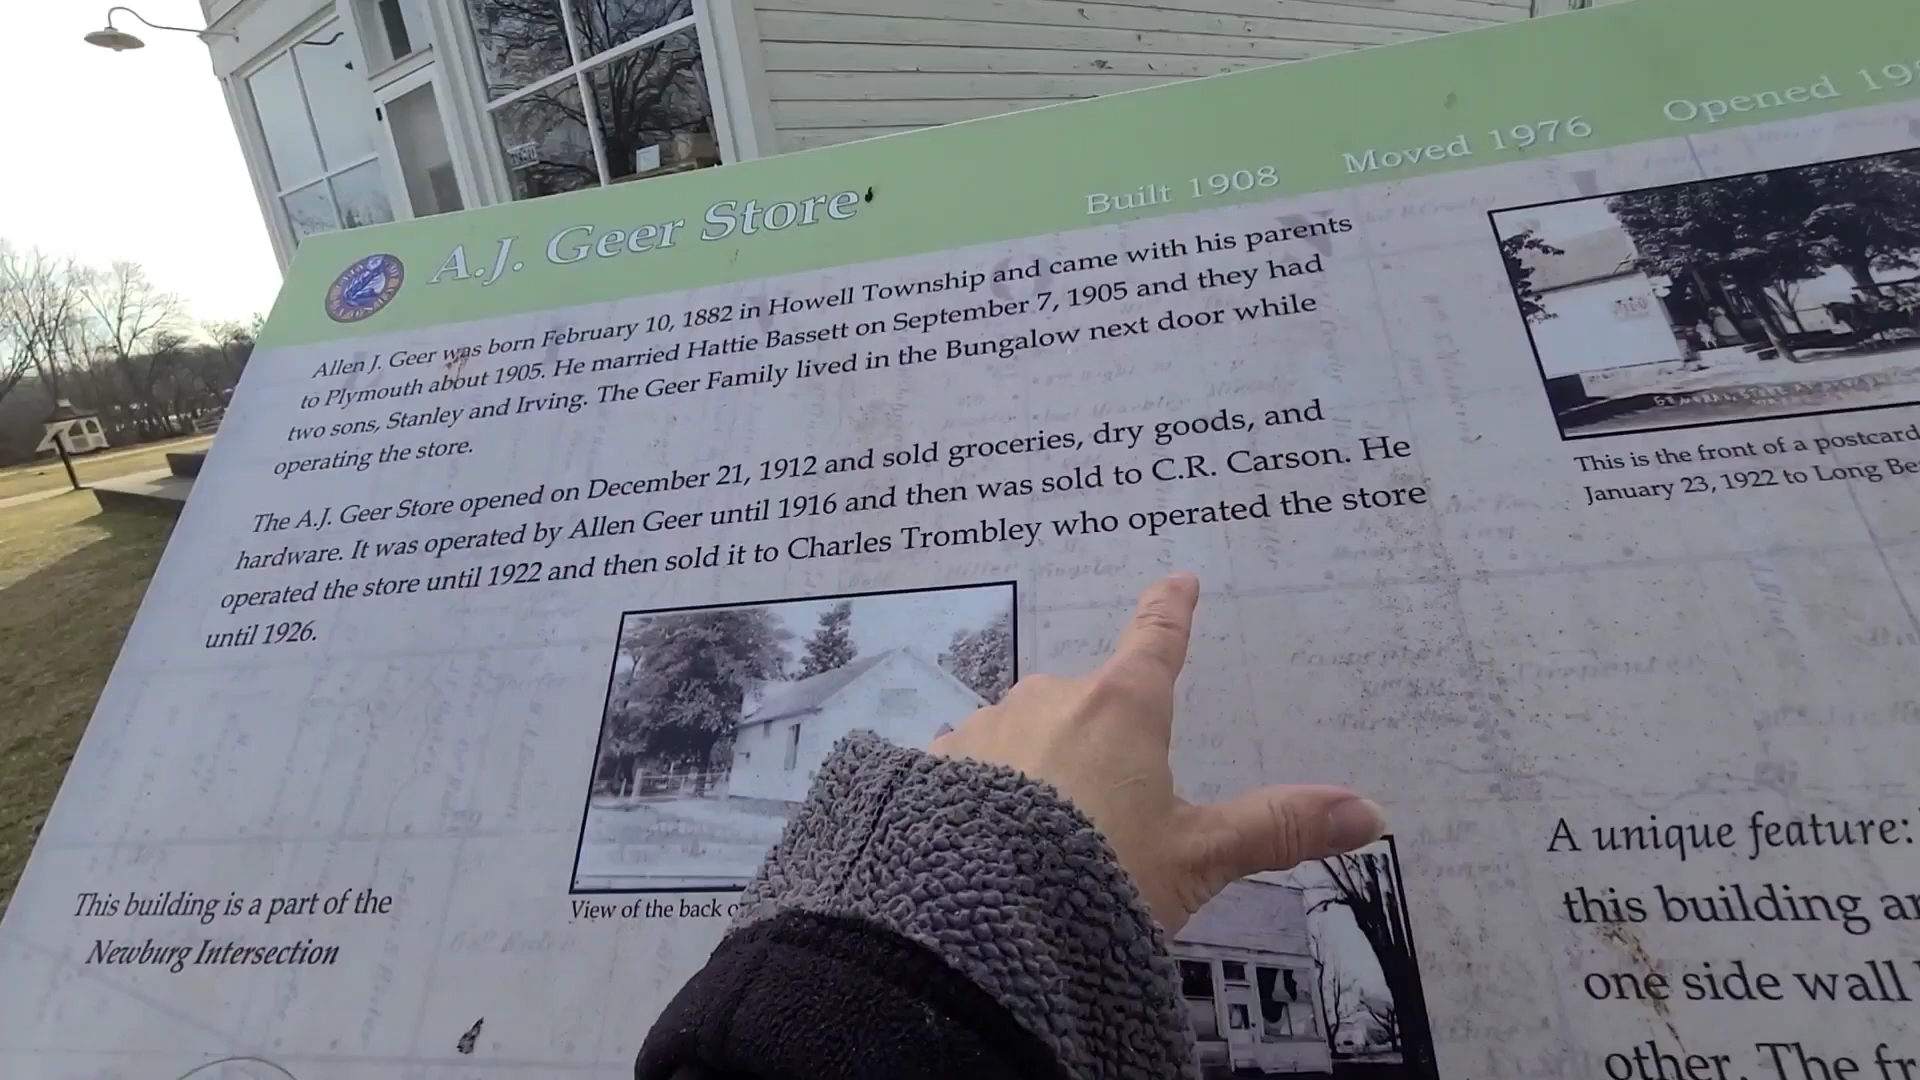 A.J. Geer Store
Built 1908
Moved 1976
Opened
Allen J. Geer was born February 10, 1882 in Howell Township and came with his parents
to Plymouth about 1905. He married Hattie Bassett on September 7, 1905 and they had
two sons, Stanley and Irving. The Geer Family lived in the Bungalow next door while
operating the store.
The A.J. Geer Store opened on December 21, 1912 and sold groceries, dry goods, and
hardware. It was operated by Allen Geer until 1916 and then was sold to C.R. Carson. He
operated the store until 1922 and then sold it to Charles Trombley who operated the store
until 1926.
This is the front of a postcard
January 23, 1922 to Long
View of the back
This building is a part of the
Newburg Intersection
A unique feature:
this building
one side wall
other. The